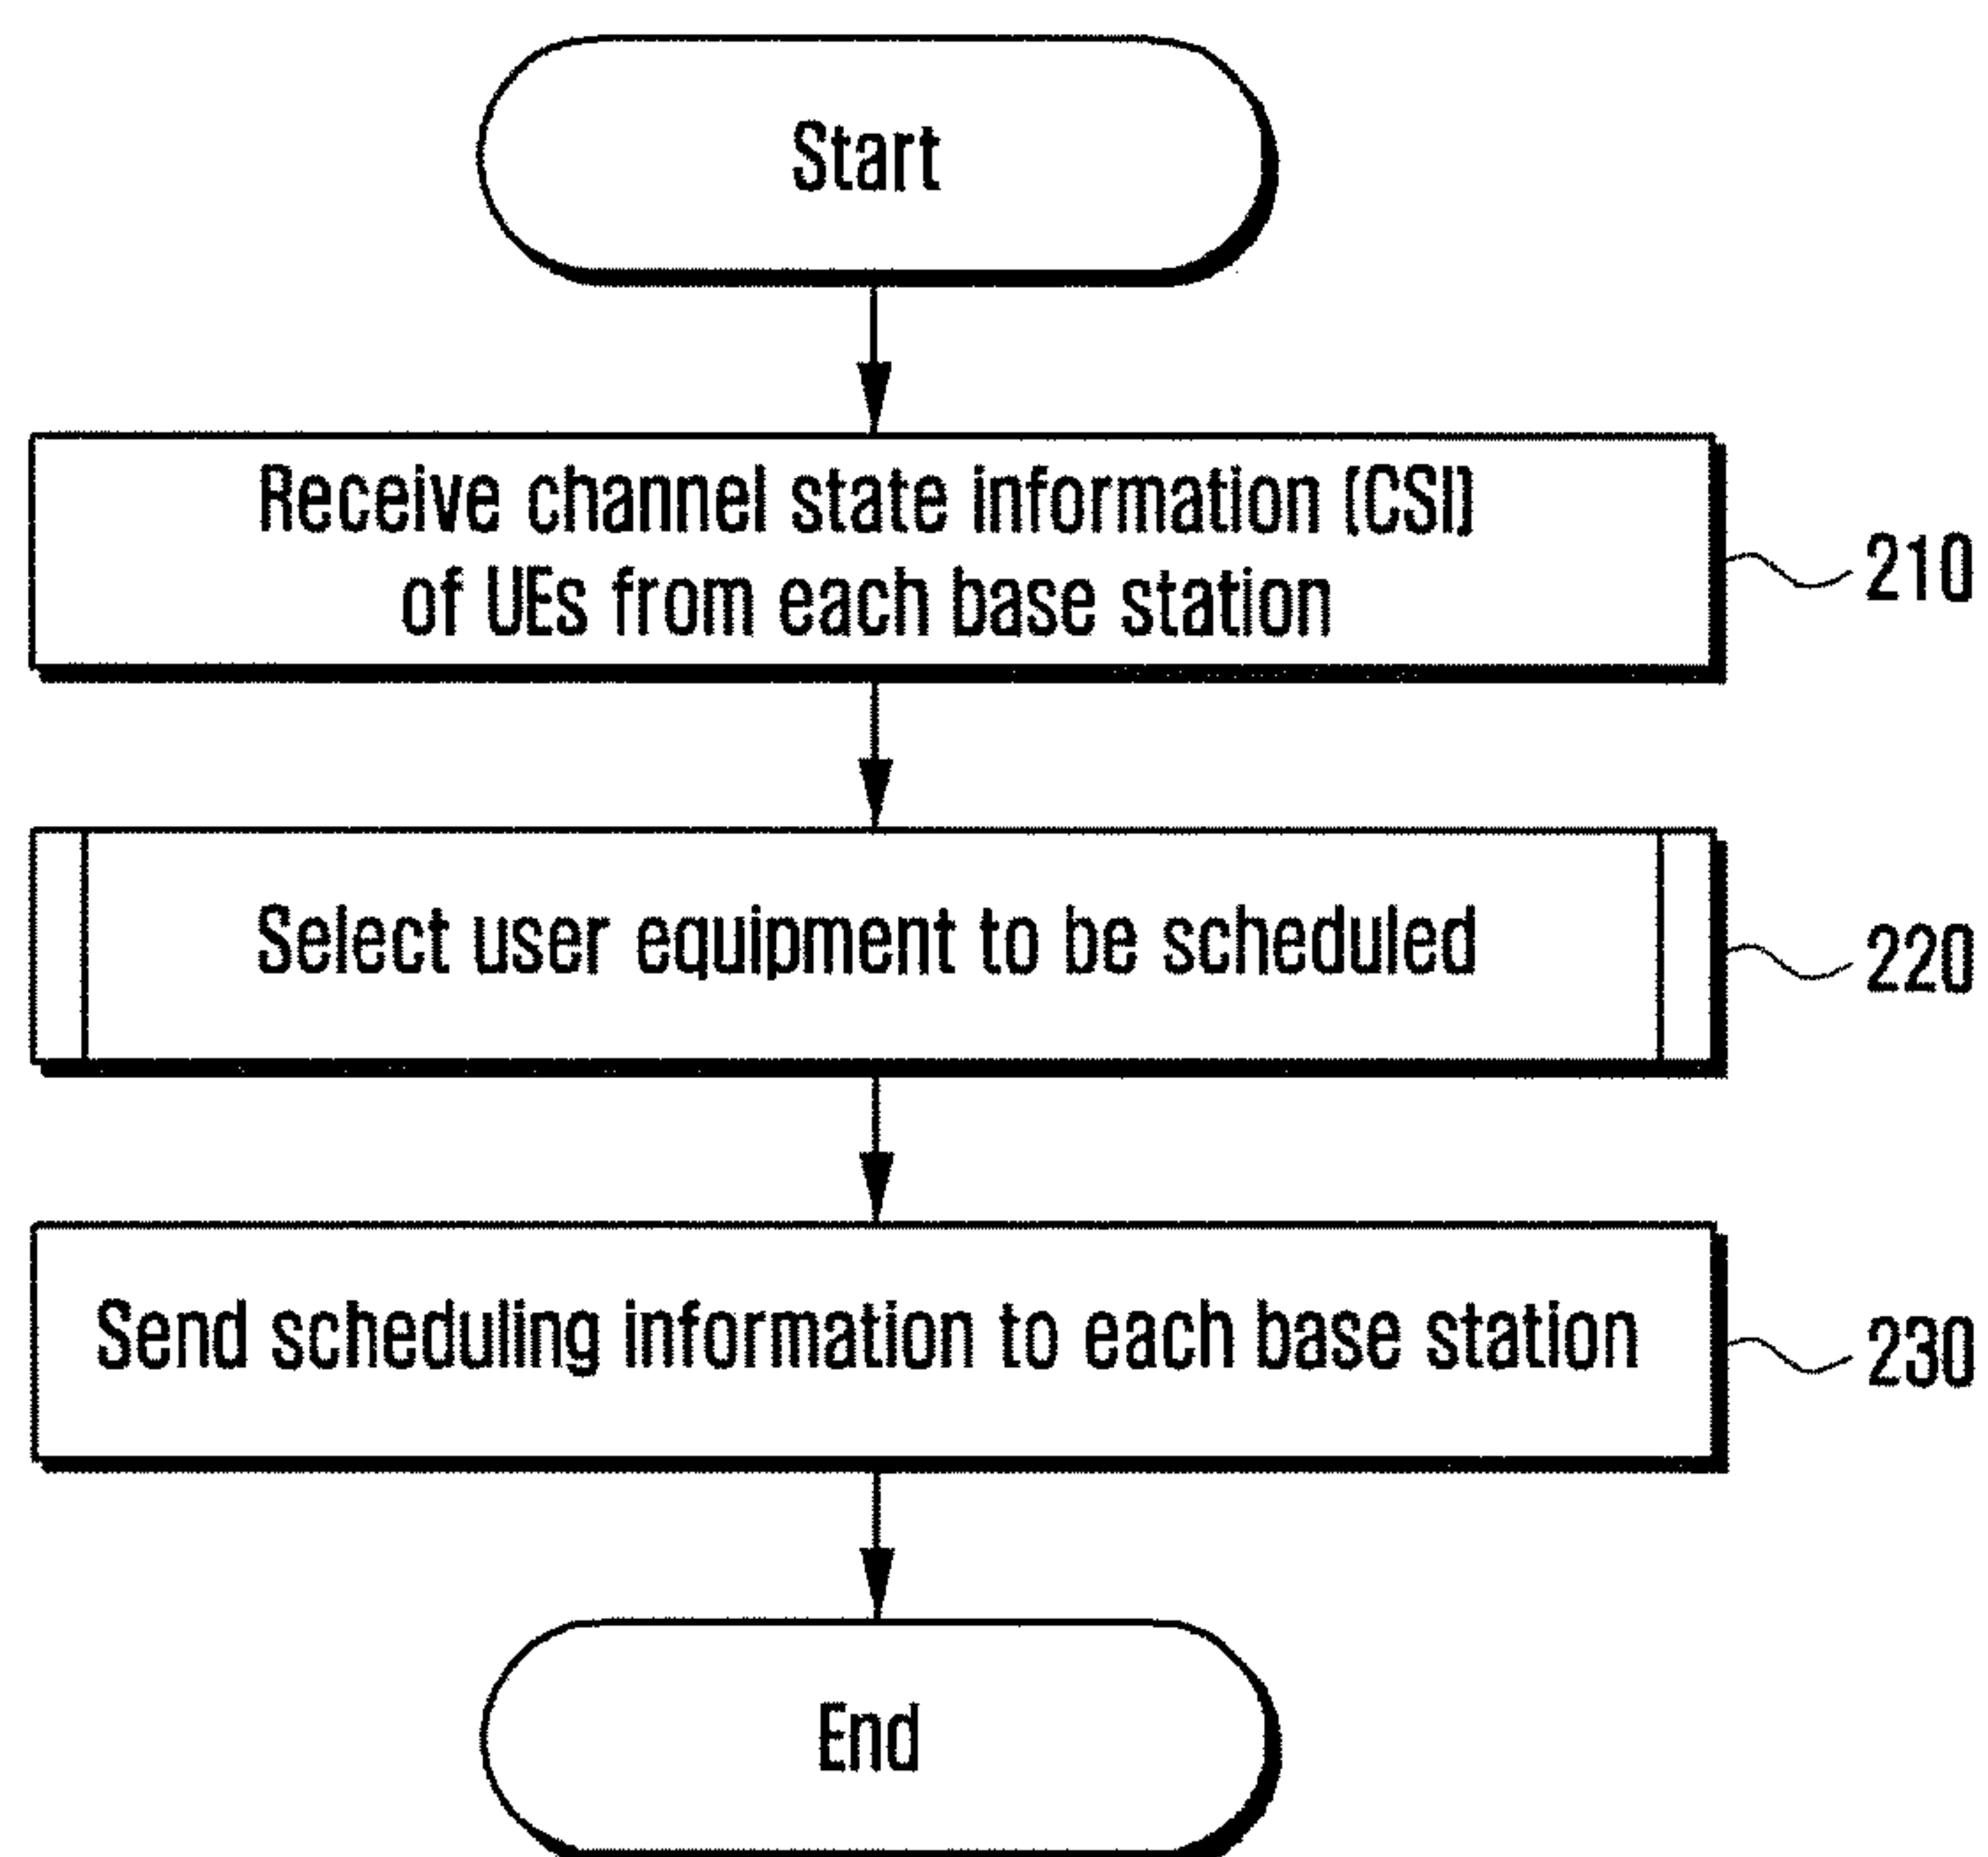 Start
Receive channel state information (CSI)
of UEs from each base station
210
Select user equipment to be scheduled
220
Send scheduling information to each base station
230
End